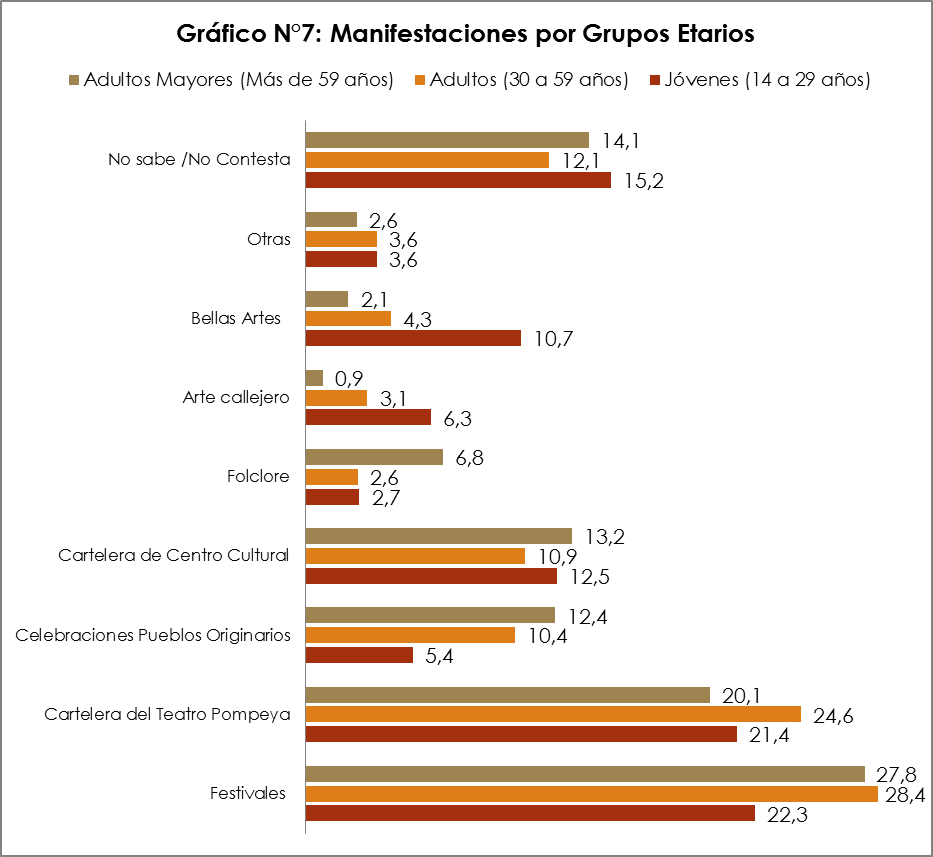 Gráfico N°7: Manifestaciones por Grupos Etarios
Adultos Mayores (Más de 59 años) Adultos (30 a 59 años) Jóvenes (14 a 29 años)
14,1
No sabe /No Contesta 12,1
15,2
2,6
Otras 3,6
3,6
2,1
Bellas Artes 4,3
10,7
0,9
Arte callejero 3,1
6,3
6,8
Folclore 2,6
2,7
13,2
Cartelera de Centro Cultural 10,9
12,5
12,4
Celebraciones Pueblos Originarios 10,4
5,4
20,1
Cartelera del Teatro Pompeya 24,6
21,4
27,8
Festivales 28,4
22,3